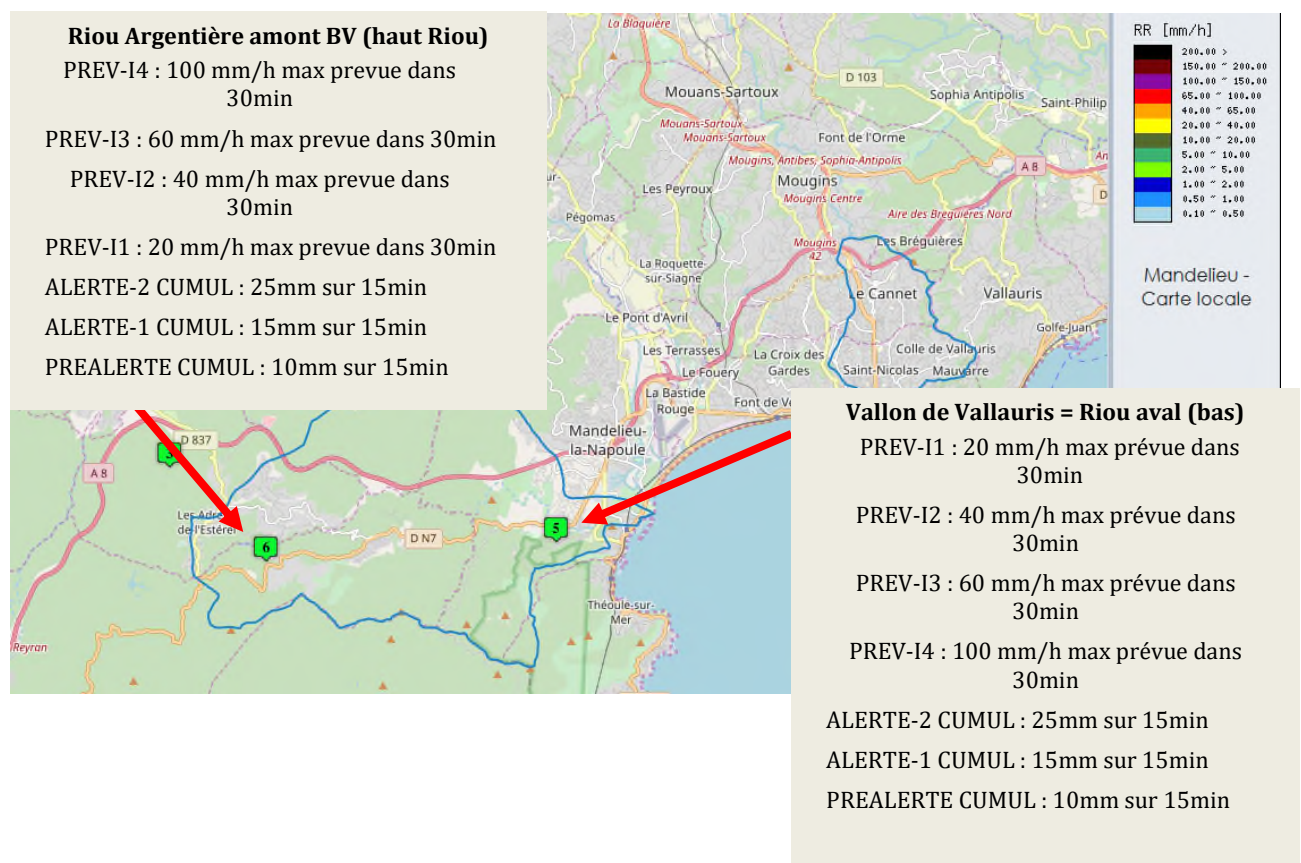 Riou Argentière amont BV (haut Riou)
PREV-I4 : 100 mm/h max prevue dans
30min
PREV-I3 : 60 mm/h max prevue dans 30min
PREV-I2 : 40 mm/h max prevue dans
30min
PREV-I1 : 20 mm/h max prevue dans 30min
ALERTE-2 CUMUL : 25mm sur 15min
ALERTE-1 CUMUL : 15mm sur 15min
PREALERTE CUMUL : 10mm sur 15min
La Blaquière
D 103
Mouans-Sartoux
Sophia Antipolis
Saint-Philip
Mouans-Sartoux
Mouans-Sartoux
Font de l'Orme
Mougins, Antibes, Sophia-Antipolis
A 8
Mougins
Les Peyroux
Mougins Centre
Pégomas
Aire des Bréguières Nord
Mougins
42
Les Bréguières
La Roquette-
sur-Siagne
Le Cannet
Vallauris
Le Pont d'Avril
Golfe-Juan
Les Terrasses
La Croix des
Gardes
Colle de Vallauris
Le Fouery
Saint-Nicolas
Mauvarre
La Bastide
Rouge
Font de Ve
Mandelieu-
la-Napoule
D 837
3
A 8
Les Adre
de l'Estérel
6
D N7
5
Théoule-sur-
Mer
Reyran
RR [mm/h]
200.00 >
150.00 ~ 200.00
100.00 ~ 150.00
65.00 ~ 100.00
40.00 ~ 65.00
20.00 ~ 40.00
10.00 ~ 20.00
5.00 ~ 10.00
2.00 ~ 5.00
1.00 ~ 2.00
0.50 ~ 1.00
0.10 ~ 0.50
Mandelieu -
Carte locale
Vallon de Vallauris = Riou aval (bas)
PREV-I1 : 20 mm/h max prévue dans
30min
PREV-I2 : 40 mm/h max prévue dans
30min
PREV-I3 : 60 mm/h max prévue dans
30min
PREV-I4 : 100 mm/h max prévue dans
30min
ALERTE-2 CUMUL : 25mm sur 15min
ALERTE-1 CUMUL : 15mm sur 15min
PREALERTE CUMUL : 10mm sur 15min